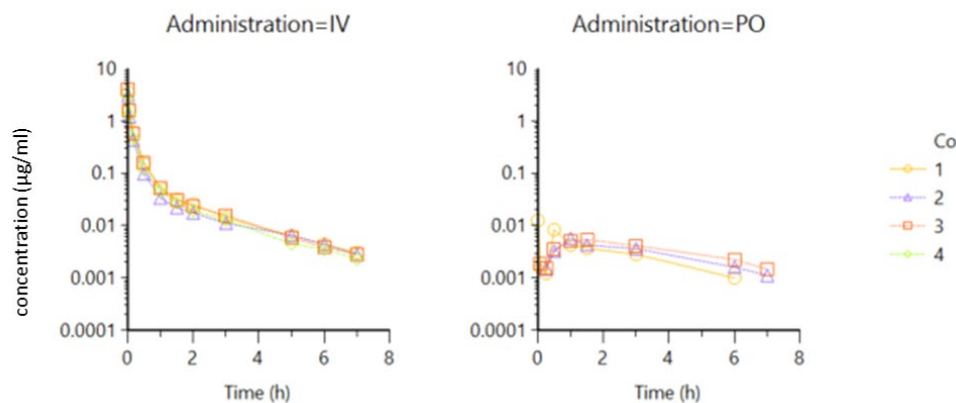 Administration=IV
Administration=PO
concentration (µg/ml)
10
1
0.1
0.01
0.001
0.0001
0 2 4 6 8
Time (h)
10
1
0.1
0.01
0.001
0.0001
0 2 4 6 8
Time (h)
Co
1
2
3
4